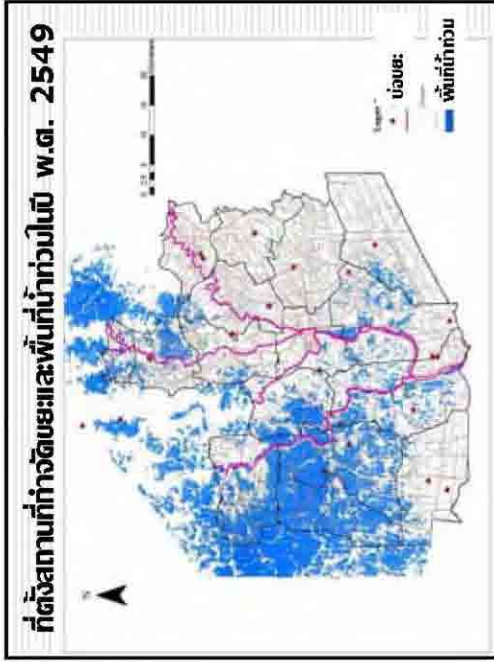 ที่ตั้งสถานที่กำจัดขยะและพื้นที่น้ำท่วมในปี พ.ศ. 2549
N
บ่อขยะ
พื้นที่น้ำท่วม